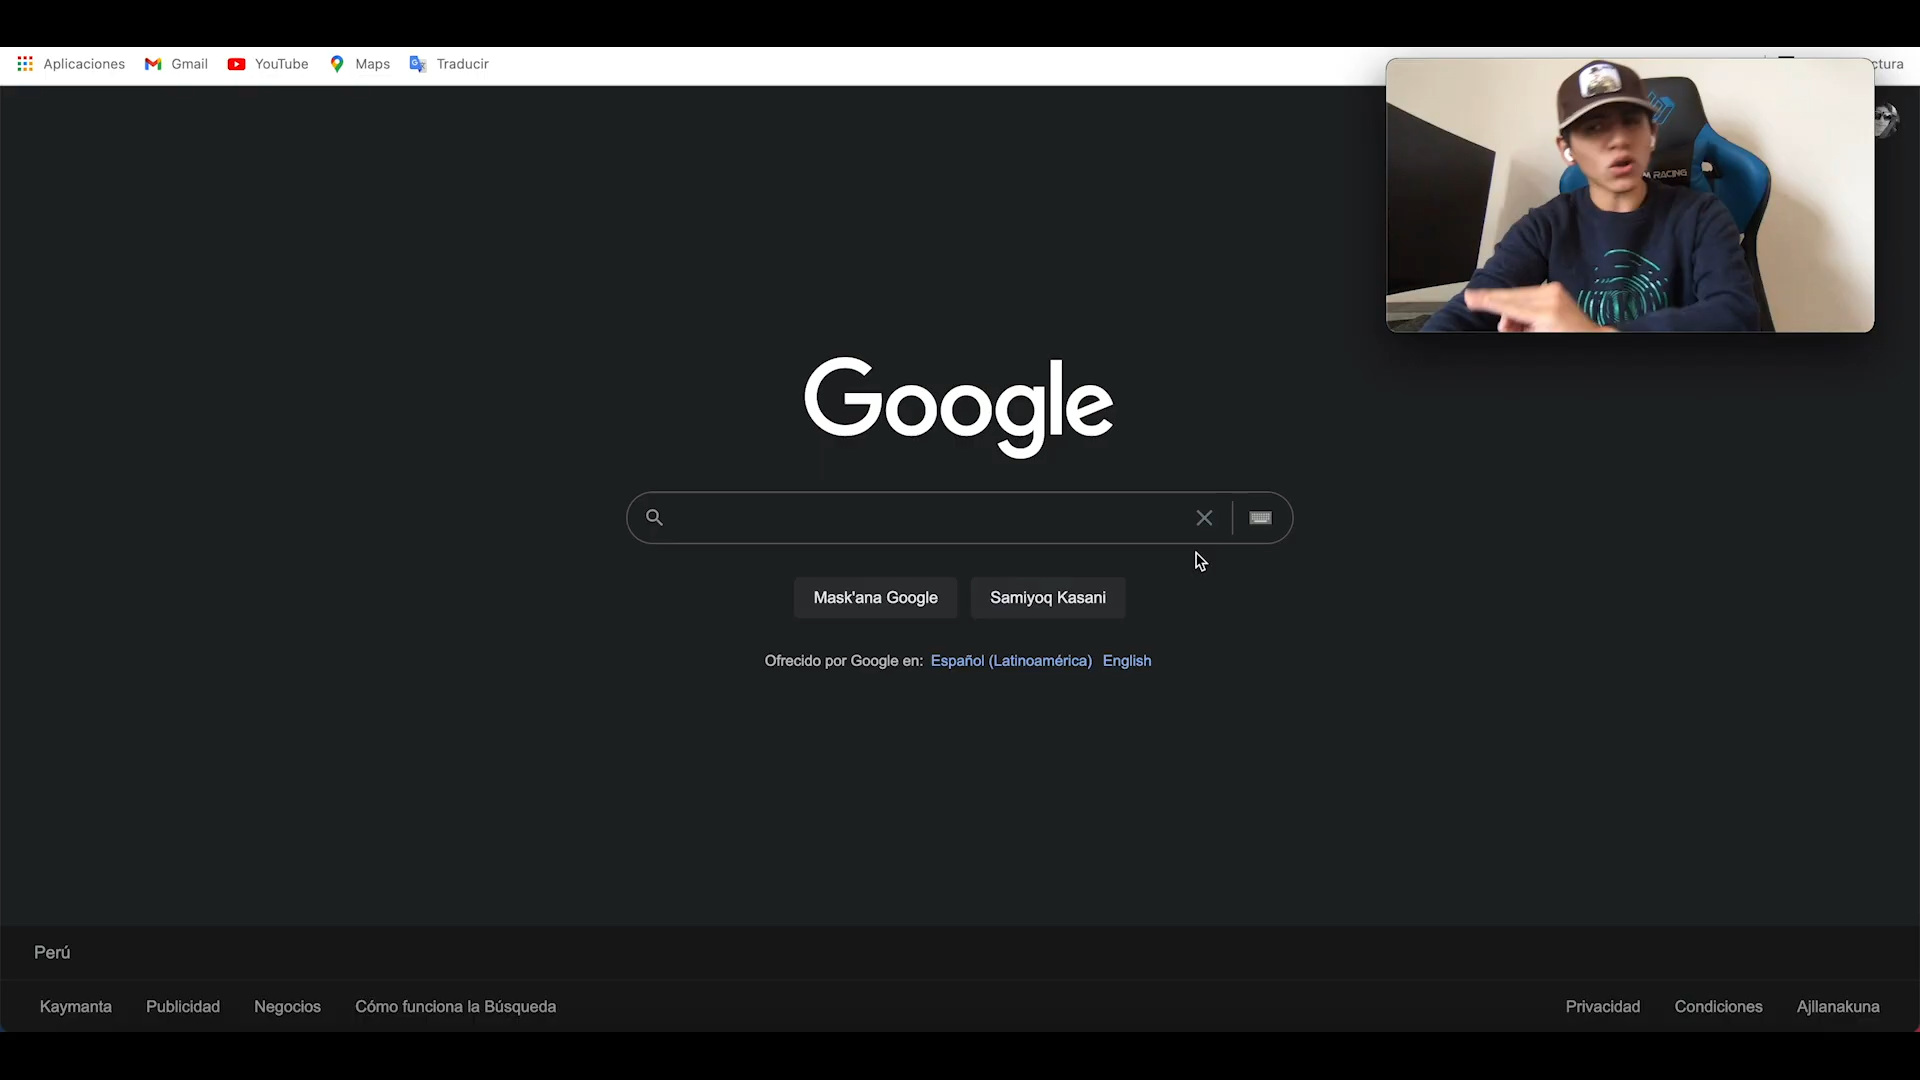 Aplicaciones Gmail YouTube Maps Traducir
M RACING
Google
Mask'ana Google Samiyoq Kasani
Ofrecido por Google en: Español (Latinoamérica) English
Perú
Kaymanta Publicidad Negocios Cómo funciona la Búsqueda Privacidad Condiciones Ajllanakuna